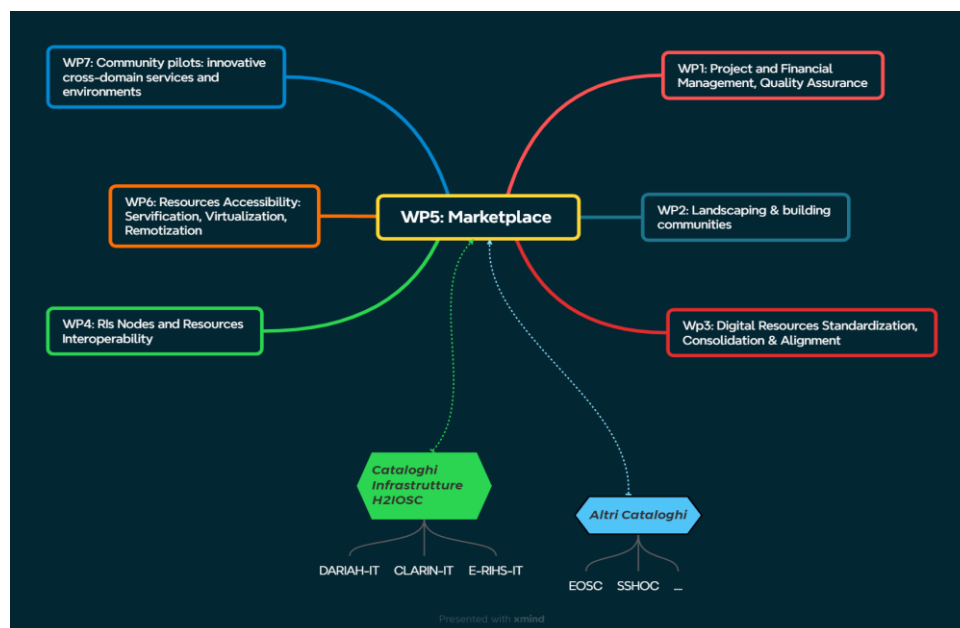 WP7: Community pilots: innovative
cross-domain services and
environments
WP1: Project and Financial
Management, Quality Assurance
WP6: Resources Accessibility:
Servification, Virtualization,
Remotization
WP5: Marketplace
WP2: Landscaping & building
communities
WP4: RIs Nodes and Resources
Interoperability
Wp3: Digital Resources Standardization,
Consolidation & Alignment
Cataloghi
Infrastrutture
H2IOSC
Altri Cataloghi
DARIAH-IT CLARIN-IT E-RIHS-IT
EOSC SSHOC ...
Presented with xmind